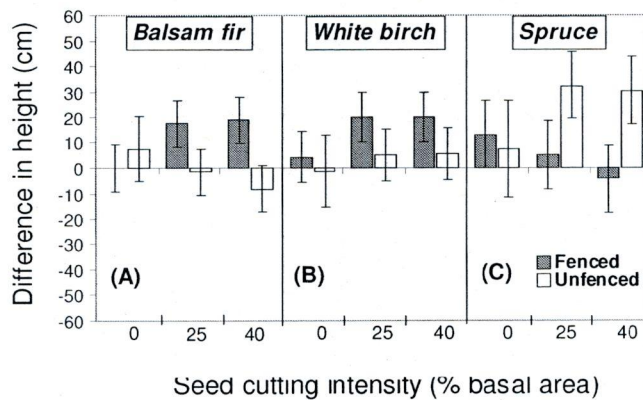 Difference in height (cm)
60
50
40
30
20
10
0
-10
-20
-30
-40
-50
-60
Balsam fir
White birch
Spruce
(A)
(B)
(C)
Fenced
Unfenced
0 25 40 0 25 40 0 25 40
Seed cutting intensity (% basal area)